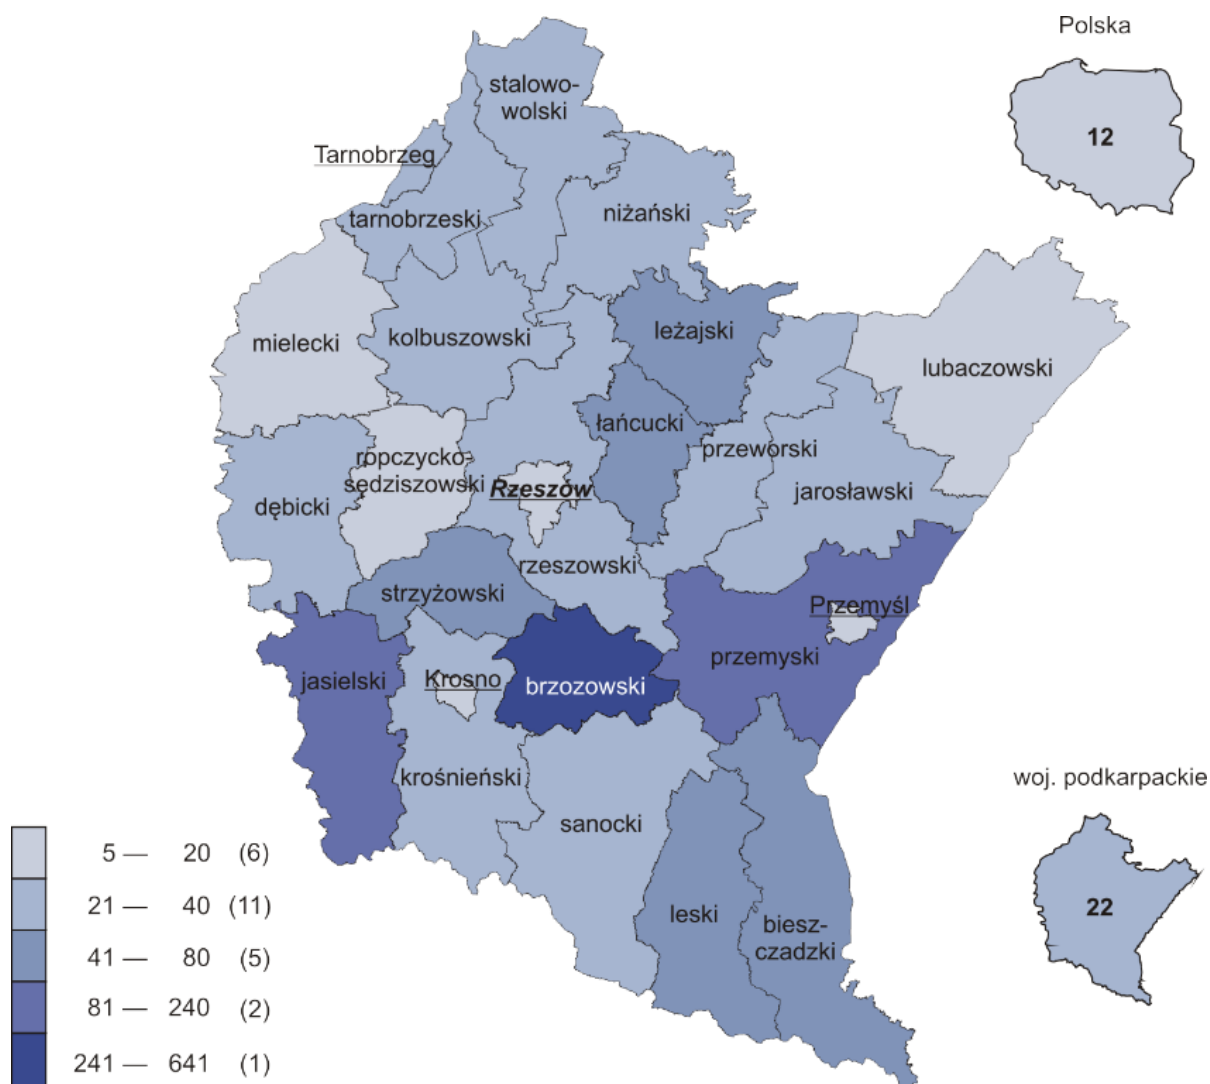 Polska
12
stalowo-
wolski
Tarnobrzeg
tarnobrzeski
niżański
mielecki
kolbuszowski
leżajski
lubaczowski
łańcucki
przeworski
ropczycko-
sędziszowski
Rzeszów
jarosławski
dębicki
rzeszowski
strzyżowski
Przemyśl
przemyski
jasielski
Krosno
brzozowski
krośnieński
sanocki
leski
biesz-
czadzki
woj. podkarpackie
22
5 — 20 (6)
21 — 40 (11)
41 — 80 (5)
81 — 240 (2)
241 — 641 (1)